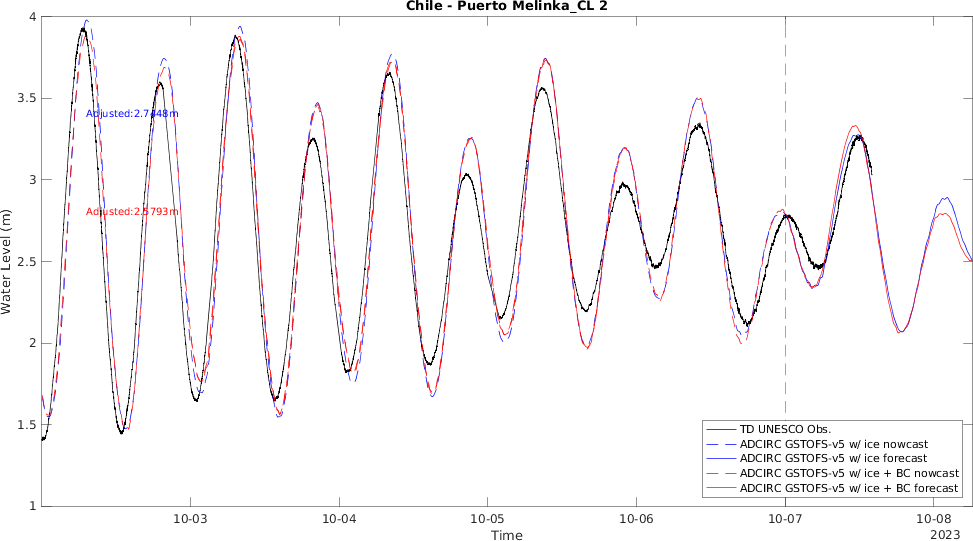 Chile - Puerto Melinka_CL 2
4
3.5
3
2.5
2
1.5
1
Water Level (m)
Adjusted:2.7448m
Adjusted:2.5793m
TD UNESCO Obs.
ADCIRC GSTOFS-v5 w/ ice nowcast
ADCIRC GSTOFS-v5 w/ ice forecast
ADCIRC GSTOFS-v5 w/ ice + BC nowcast
ADCIRC GSTOFS-v5 w/ ice + BC forecast
10-03 10-04 10-05 10-06 10-07 10-08
Time
2023